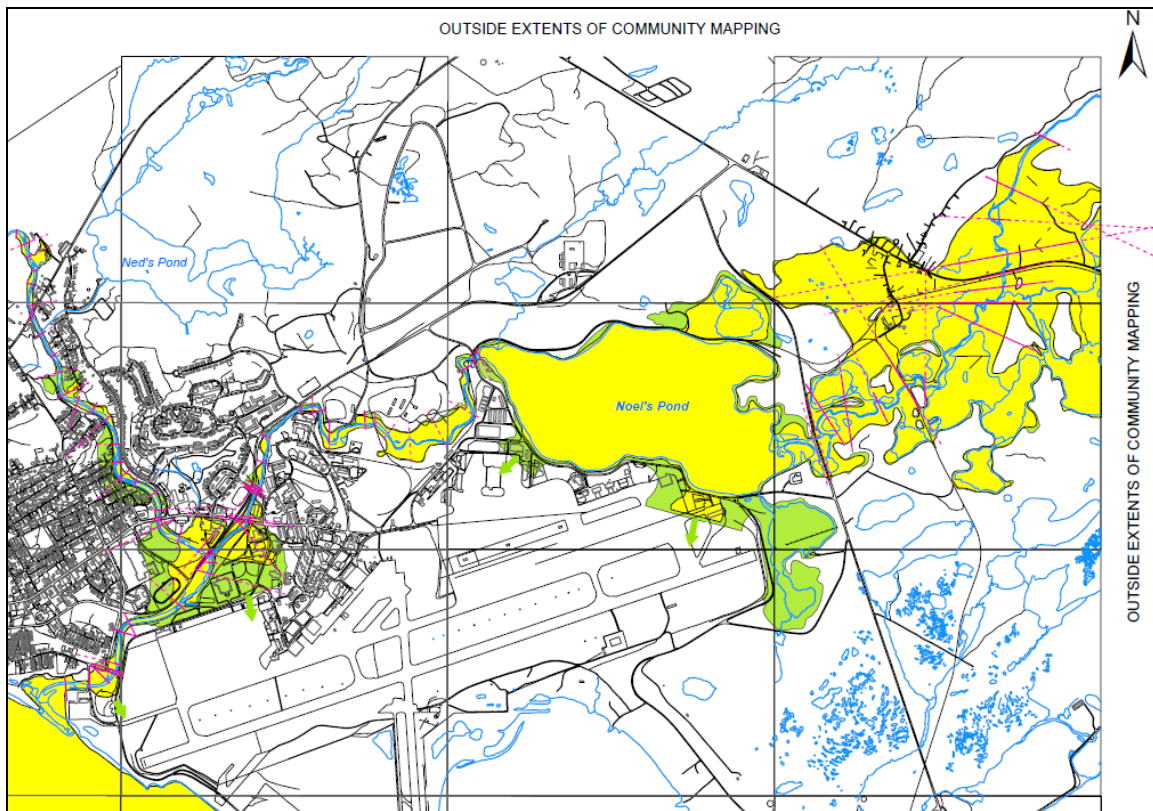 OUTSIDE EXTENTS OF COMMUNITY MAPPING
N
Ned's Pond
OUTSIDE EXTENTS OF COMMUNITY MAPPING
Noel's Pond